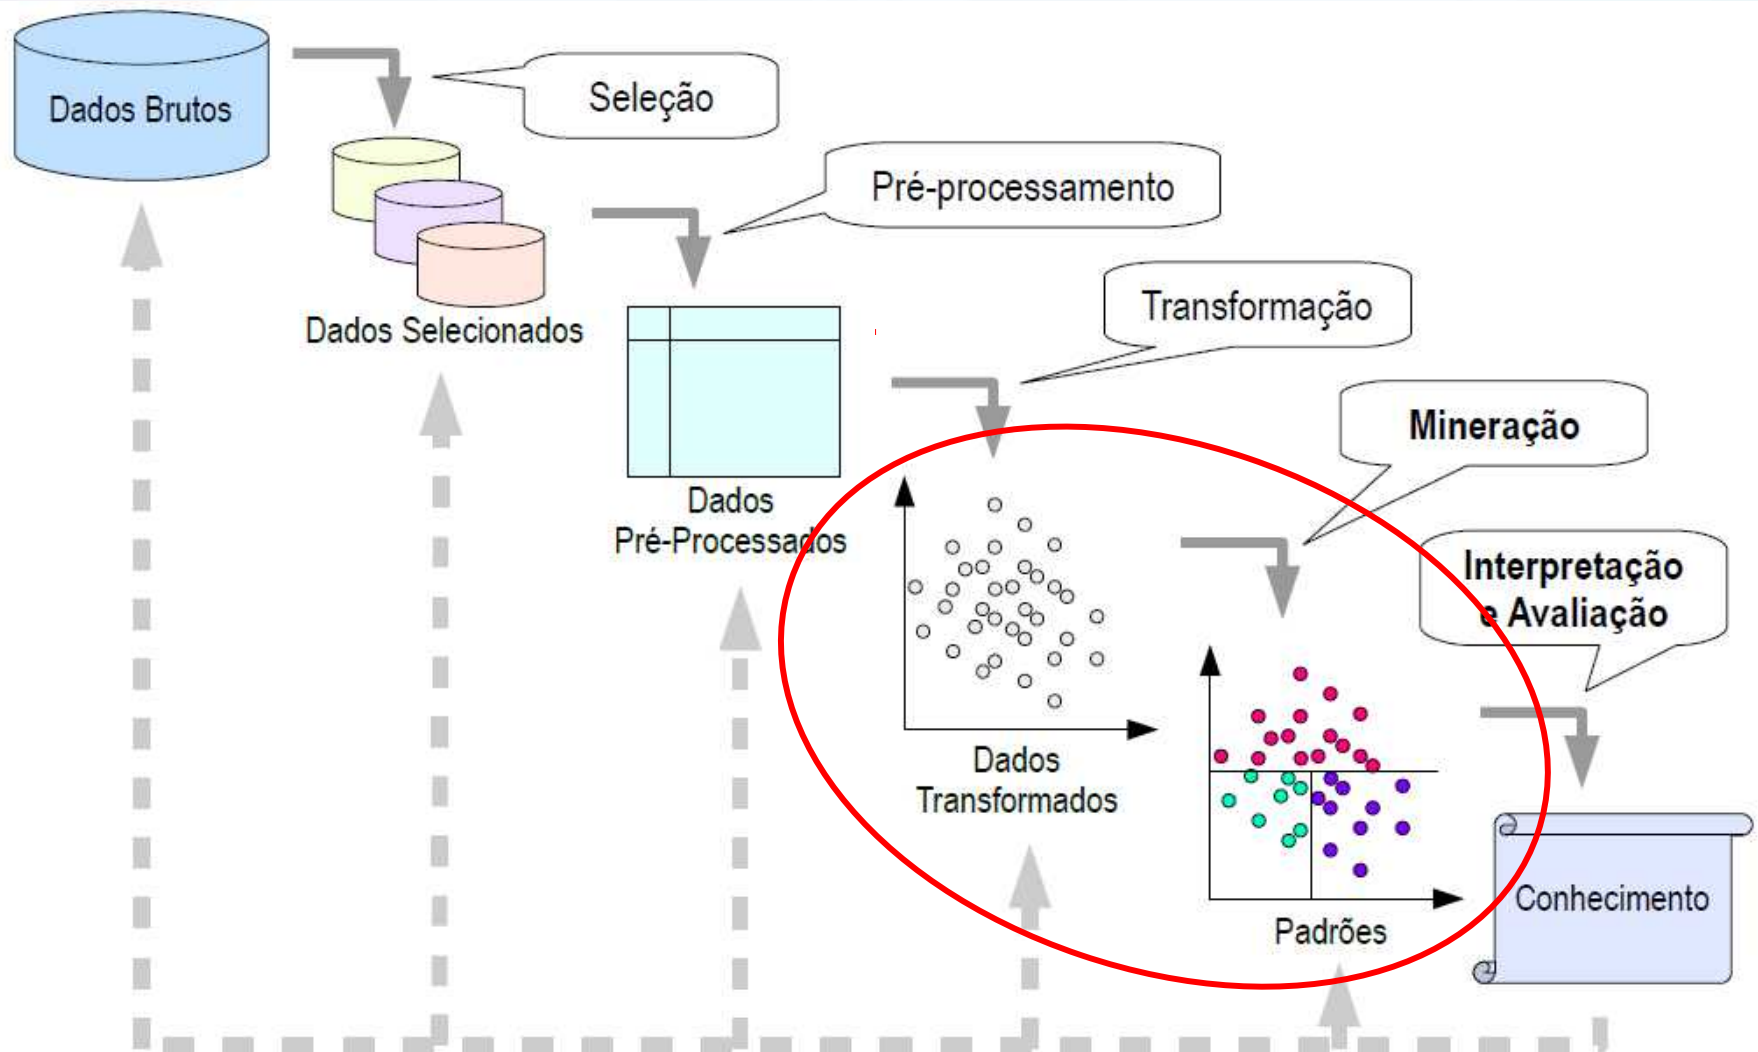 Dados Brutos
Seleção
Pré-processamento
Dados Selecionados
Transformação
Mineração
Dados
Pré-Processados
Interpretação
e Avaliação
Dados
Transformados
Conhecimento
Padrões